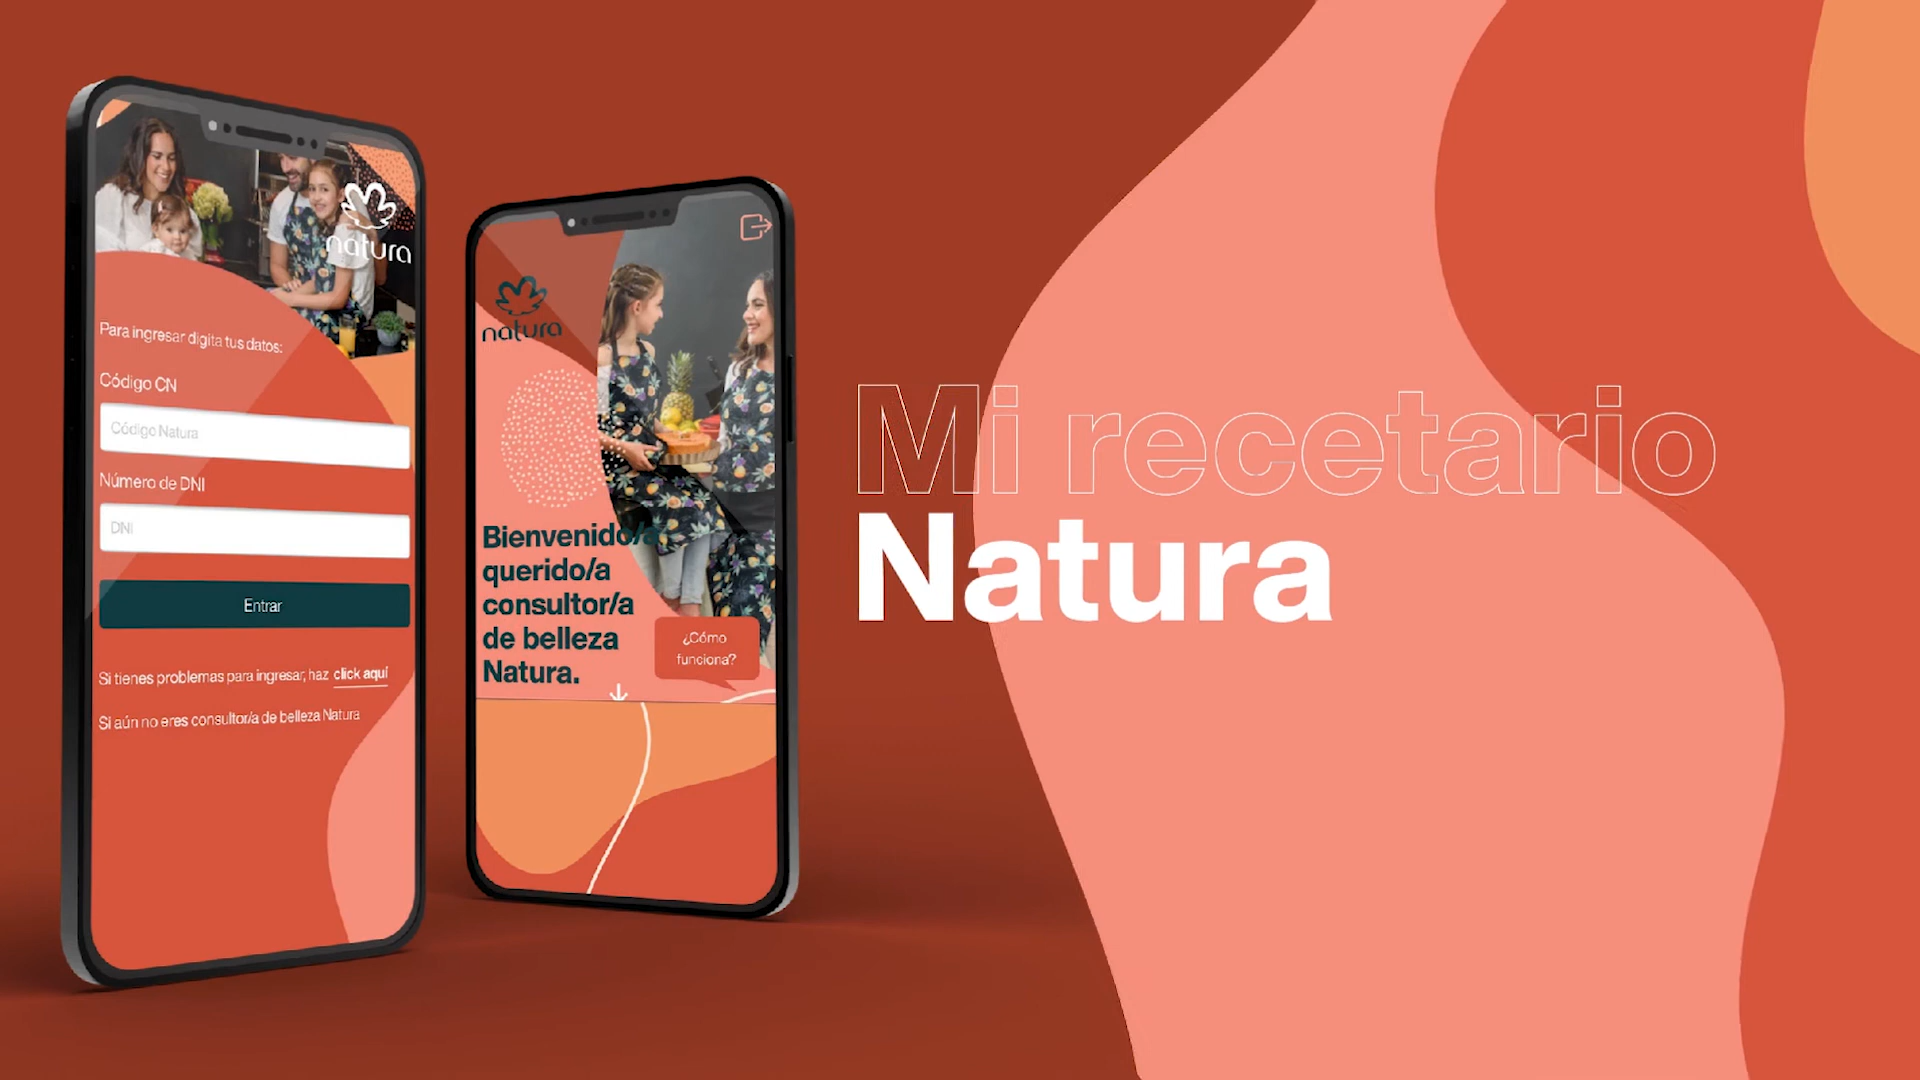 natura
Para ingresar digita tus datos:
Código CN
Código Natura
Número de DNI
DNI
Entrar
Si tienes problemas para ingresar, haz click aquí
Si aún no eres consultor/a de belleza Natura
natura
Bienvenido/a
querido/a
consultor/a
de belleza
Natura.
¿Cómo
funciona?
Mi recetario
Natura